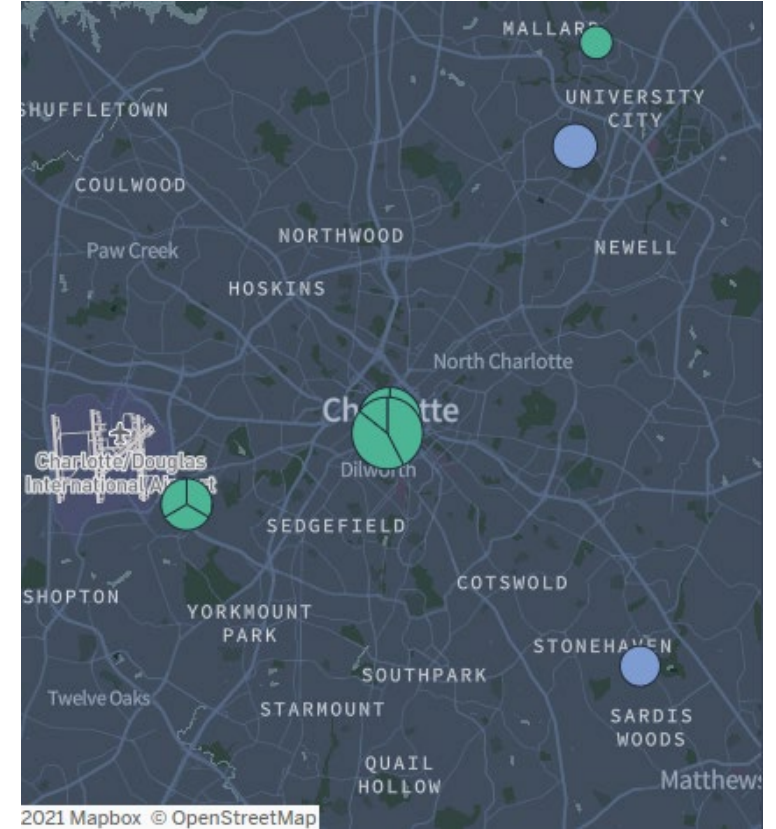 MALLARD
SHUFFLETOWN
UNIVERSITY
CITY
COULWOOD
NORTHWOOD
Paw Creek
NEWELL
HOSKINS
North Charlotte
Charlotte
Charlotte/Douglas
International Airport
Dilworth
SEDGEFIELD
COTSWOLD
SHOPTON
YORKMOUNT
PARK
STONEHAVEN
SOUTHPARK
Twelve Oaks
STARMOUNT
SARDIS
WOODS
QUAIL
HOLLOW
Matthews
2021 Mapbox © OpenStreetMap